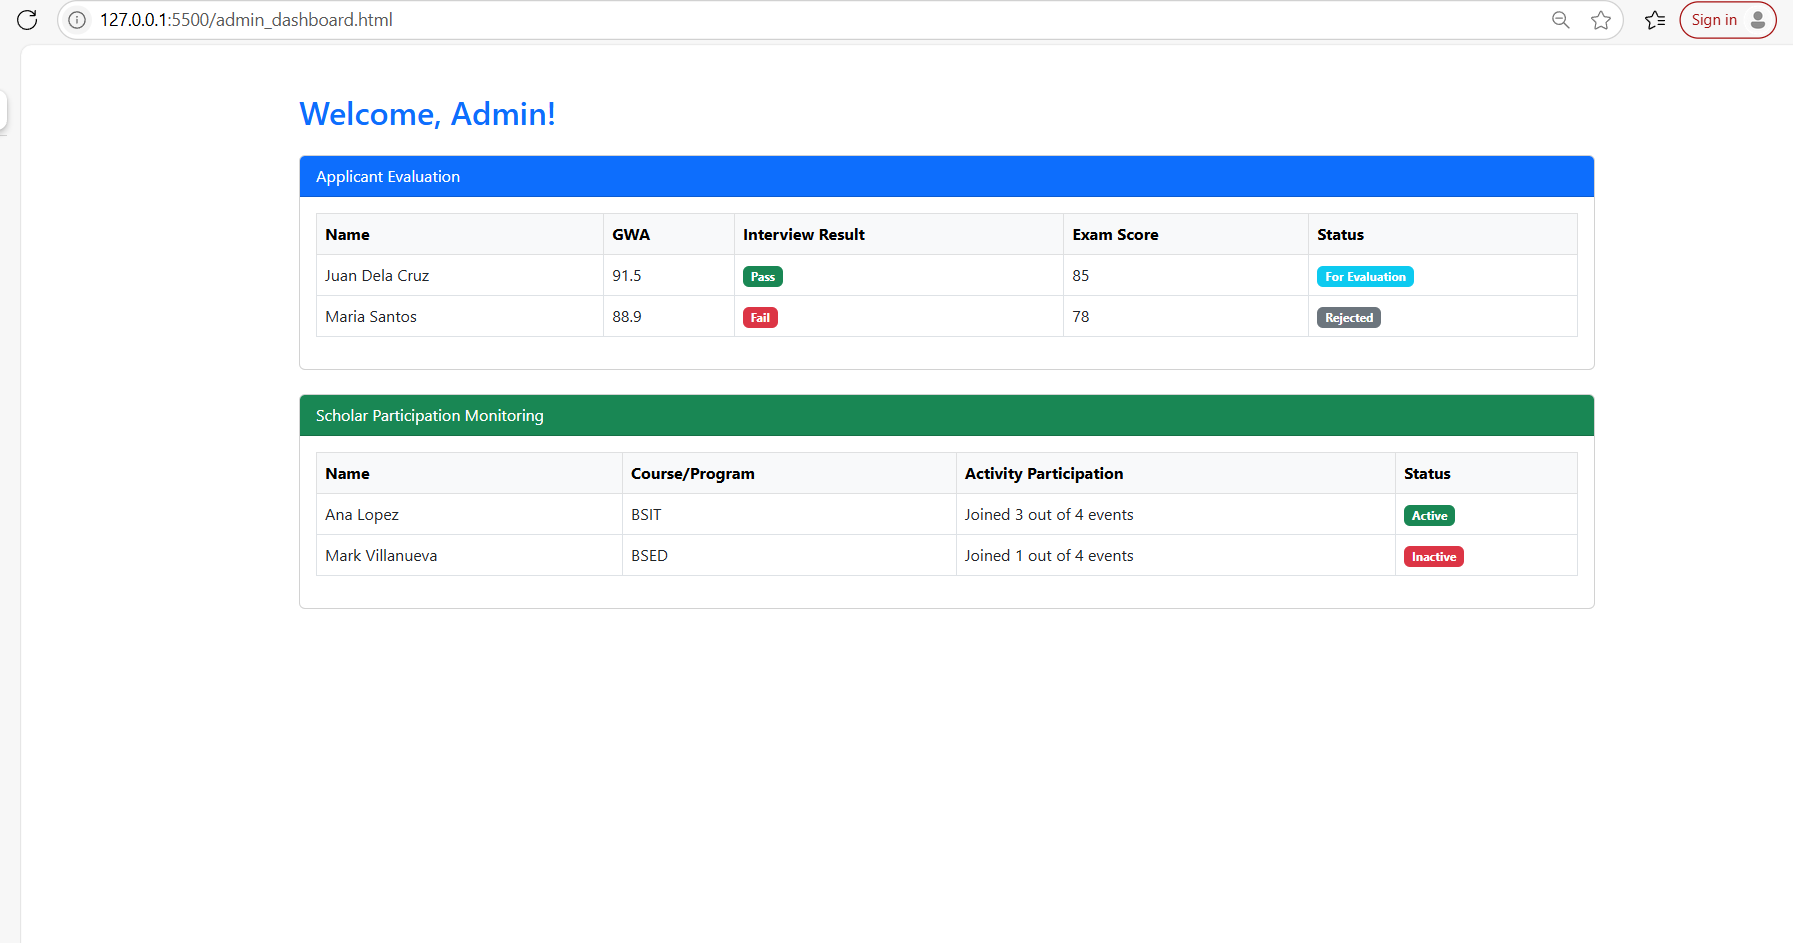 127.0.0.1:5500/admin_dashboard.html
Sign in
Welcome, Admin!
Applicant Evaluation
Name GWA Interview Result Exam Score Status
Juan Dela Cruz 91.5 Pass 85 For Evaluation
Maria Santos 88.9 Fail 78 Rejected
Scholar Participation Monitoring
Name Course/Program Activity Participation Status
Ana Lopez BSIT Joined 3 out of 4 events Active
Mark Villanueva BSED Joined 1 out of 4 events Inactive